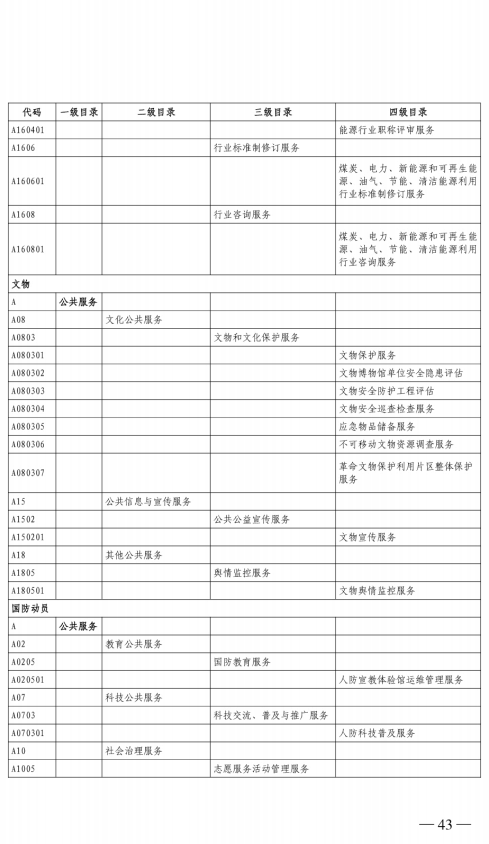 代码 一级目录 二级目录 三级目录 四级目录
A160401 能源行业职称评审服务
A1606 行业标准制修订服务
A160601 煤炭、电力、新能源和可再生能
源、油气、节能、清洁能源利用
行业标准制修订服务
A1608 行业咨询服务
A160801 煤炭、电力、新能源和可再生能
源、油气、节能、清洁能源利用
行业咨询服务
文物
A 公共服务
A08 文化公共服务
A0803 文物和文化保护服务
A080301 文物保护服务
A080302 文物博物馆单位安全隐患评估
A080303 文物安全防护工程评估
A080304 文物安全巡查检查服务
A080305 应急物品储备服务
A080306 不可移动文物资源调查服务
A080307 革命文物保护利用片区整体保护
服务
A15 公共信息与宣传服务
A1502 公共公益宣传服务
A150201 文物宣传服务
A18 其他公共服务
A1805 舆情监控服务
A180501 文物舆情监控服务
国防动员
A 公共服务
A02 教育公共服务
A0205 国防教育服务
A020501 人防宣教体验馆运维管理服务
A07 科技公共服务
A0703 科技交流、普及与推广服务
A070301 人防科技普及服务
A10 社会治理服务
A1005 志愿服务活动管理服务
— 43 —